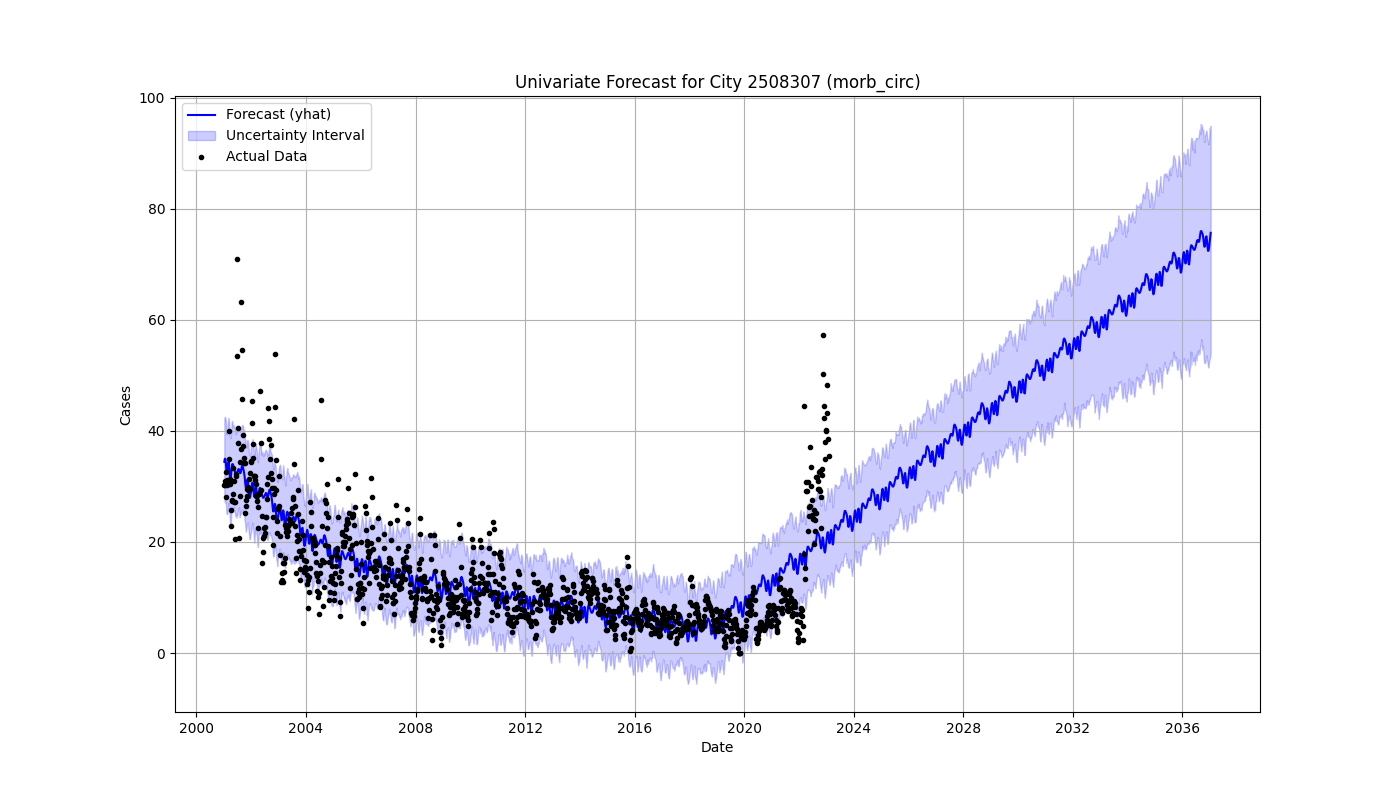 Univariate Forecast for City 2508307 (morb_circ)
Forecast (yhat)
Uncertainty Interval
Actual Data
100
80
60
40
20
0
Cases
2000 2004 2008 2012 2016 2020 2024 2028 2032 2036
Date